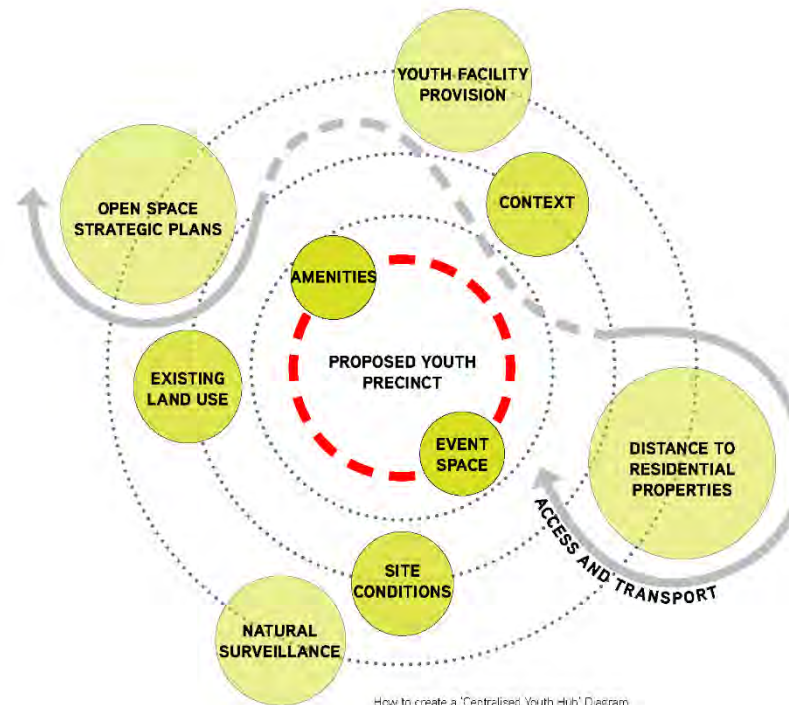 YOUTH FACILITY
PROVISION
OPEN SPACE
STRATEGIC PLANS
CONTEXT
AMENITIES
PROPOSED YOUTH
PRECINCT
EXISTING
LAND USE
EVENT
SPACE
DISTANCE TO
RESIDENTIAL
PROPERTIES
ACCESS AND TRANSPORT
SITE
CONDITIONS
NATURAL
SURVEILLANCE
How to create a 'Centralised Youth Hub' Diagram